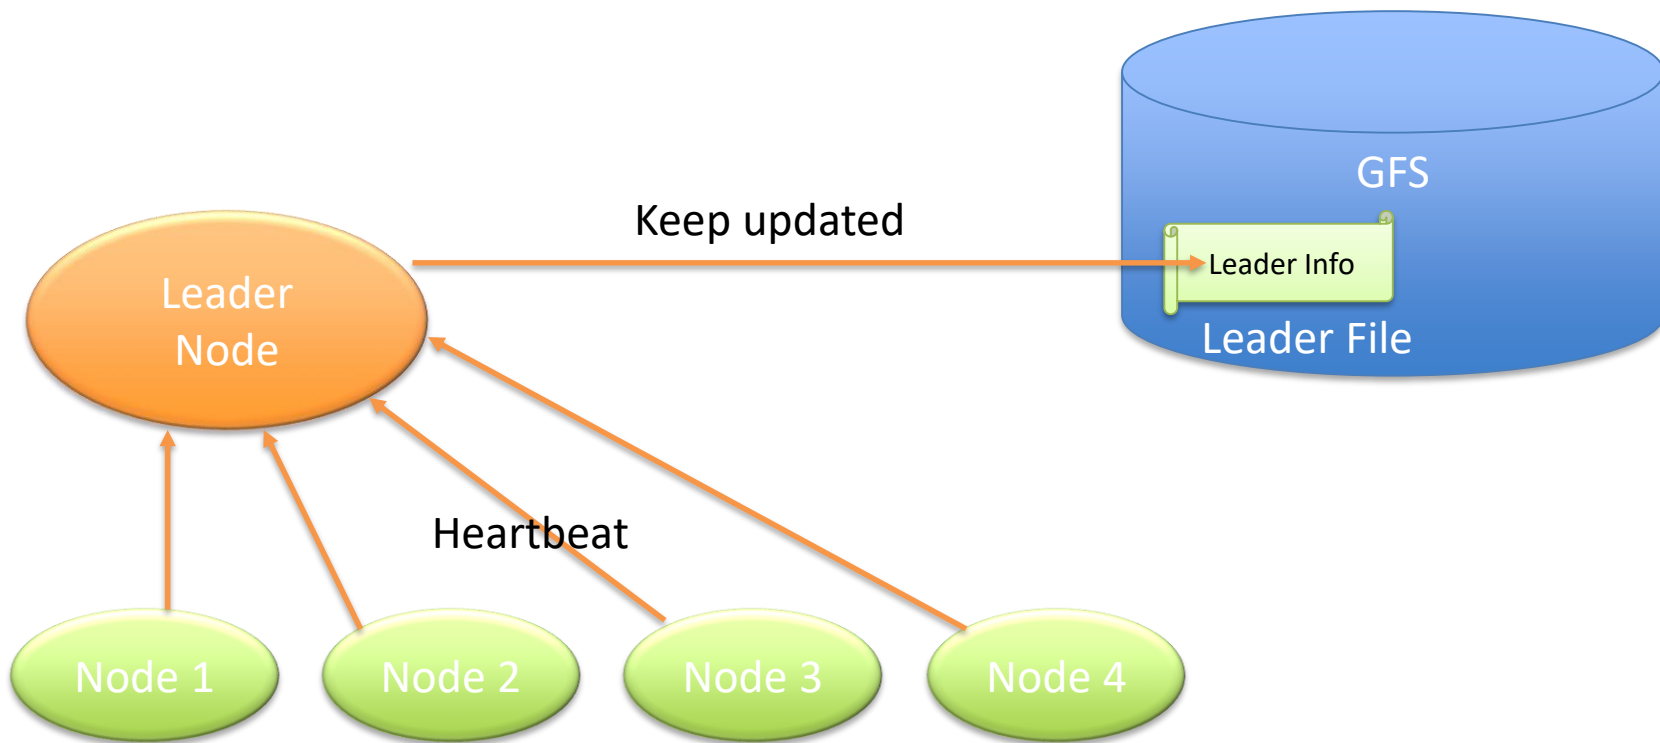 GFS
Keep updated
Leader Info
Leader
Node
Leader File
Heartbeat
Node 1
Node 2
Node 3
Node 4